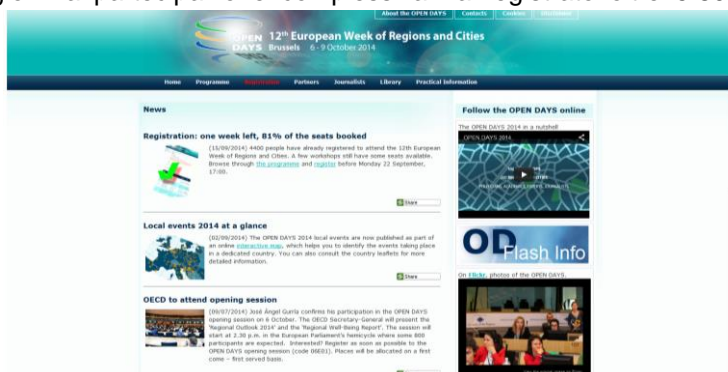 About the OPEN DAYS
Contacts
Cookies
Disclaimer
OPEN DAYS
12th European Week of Regions and Cities
Brussels 6 - 9 October 2014
Home
Programme
Registration
Partners
Journalists
Library
Practical Information
News
Registration: one week left, 81% of the seats booked
(15/09/2014) 4400 people have already registered to attend the 12th European
Week of Regions and Cities. A few workshops still have some seats available.
Browse through the programme and register before Monday 22 September,
17:00.
Share
Local events 2014 at a glance
(02/09/2014) The OPEN DAYS 2014 local events are now published as part of
an online interactive map, which helps you to identify the events taking place
in a dedicated country. You can also consult the country leaflets for more
detailed information.
Share
OECD to attend opening session
(09/07/2014) José Ángel Gurría confirms his participation in the OPEN DAYS
opening session on 6 October. The OECD Secretary-General will present the
'Regional Outlook 2014' and the 'Regional Well-Being Report'. The session will
start at 2.30 p.m. in the European Parliament's hemicycle where some 800
participants are expected. Interested? Register as soon as possible to the
OPEN DAYS opening session (code 06E01). Places will be allocated on a first
come – first served basis.
Follow the OPEN DAYS online
The OPEN DAYS 2014 in a nutshell
OPEN DAYS 2014
OD Flash Info
On Flickr, photos of the OPEN DAYS.